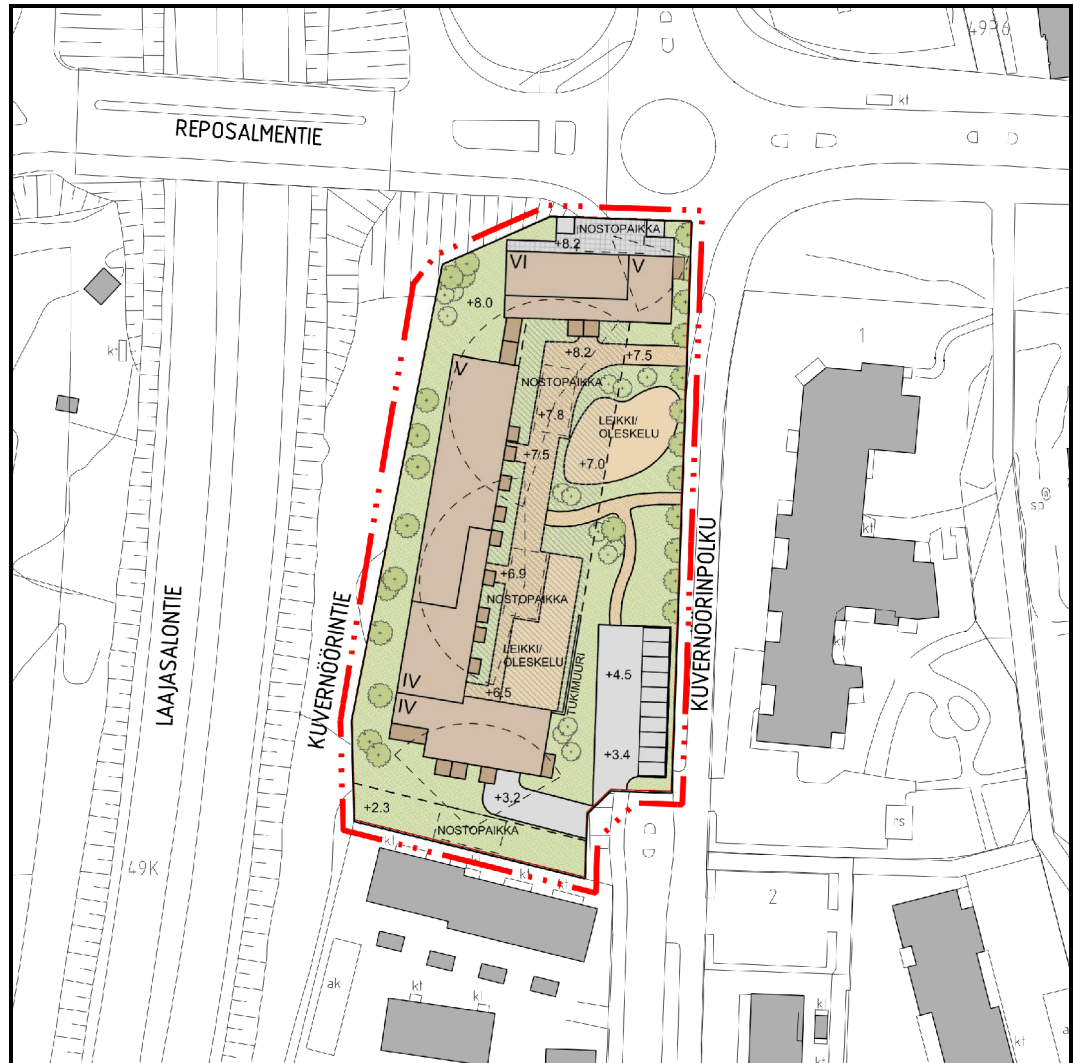 49P6
kt
REPOSALMENTIE
NOSTOPAIKKA
+8.2
VI
V
+8.0
kt
1
+8.2
+7.5
V
NOSTOPAIKKA
+7.8
LEIKKI/
OLESKELU
+7.5
+7.0
sp
kt
KUVERNÖÖRINPOLKU
+6.9
NOSTOPAIKKA
LAAJASALONTIE
KUVERNÖÖRINTIE
LEIKKI/
OLESKELU
TUKIMUURI
kt
+4.5
IV
+6.5
IV
+3.4
+3.2
+2.3
NOSTOPAIKKA
rs
kt
kt
kt
kt
49K
2
ak
kt
kt
kt
kt
kt